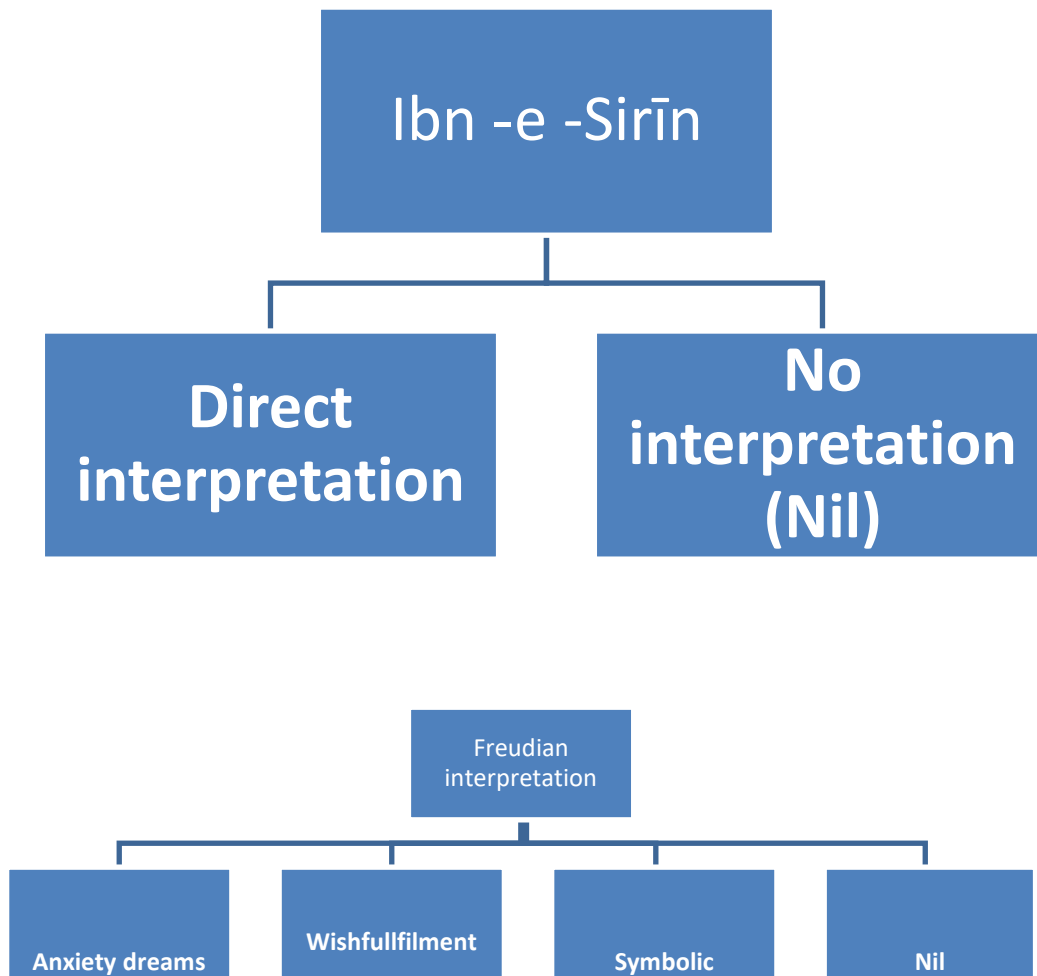 Ibn -e -Sirīn
Direct
interpretation
No
interpretation
(Nil)
Freudian
interpretation
Anxiety dreams
Wishfullfilment
Symbolic
Nil